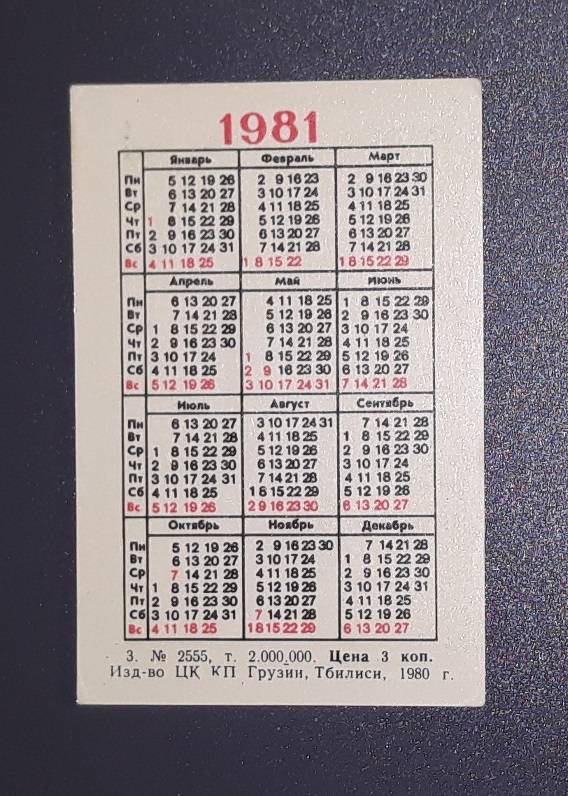 1981
Январь Февраль Март
Пн 5 12 19 26 2 9 16 23 2 9 16 23 30
Вт 6 13 20 27 3 10 17 24 3 10 17 24 31
Ср 7 14 21 28 4 11 18 25 4 11 18 25
Чт 1 8 15 22 29 5 12 19 26 5 12 19 26
Пт 2 9 16 23 30 6 13 20 27 6 13 20 27
Сб 3 10 17 24 31 7 14 21 28 7 14 21 28
Вс 4 11 18 25 1 8 15 22 1 8 15 22 29
Апрель Май Июнь
Пн 6 13 20 27 4 11 18 25 1 8 15 22 29
Вт 7 14 21 28 5 12 19 26 2 9 16 23 30
Ср 1 8 15 22 29 6 13 20 27 3 10 17 24
Чт 2 9 16 23 30 7 14 21 28 4 11 18 25
Пт 3 10 17 24 1 8 15 22 29 5 12 19 26
Сб 4 11 18 25 2 9 16 23 30 6 13 20 27
Вс 5 12 19 26 3 10 17 24 31 7 14 21 28
Июль Август Сентябрь
Пн 6 13 20 27 3 10 17 24 31 7 14 21 28
Вт 7 14 21 28 4 11 18 25 1 8 15 22 29
Ср 1 8 15 22 29 5 12 19 26 2 9 16 23 30
Чт 2 9 16 23 30 6 13 20 27 3 10 17 24
Пт 3 10 17 24 31 7 14 21 28 4 11 18 25
Сб 4 11 18 25 1 8 15 22 29 5 12 19 26
Вс 5 12 19 26 2 9 16 23 30 6 13 20 27
Октябрь Ноябрь Декабрь
Пн 5 12 19 26 2 9 16 23 30 7 14 21 28
Вт 6 13 20 27 3 10 17 24 1 8 15 22 29
Ср 7 14 21 28 4 11 18 25 2 9 16 23 30
Чт 1 8 15 22 29 5 12 19 26 3 10 17 24 31
Пт 2 9 16 23 30 6 13 20 27 4 11 18 25
Сб 3 10 17 24 31 7 14 21 28 5 12 19 26
Вс 4 11 18 25 1 8 15 22 29 6 13 20 27
З. № 2555, т. 2.000.000. Цена 3 коп.
Изд-во ЦК КП Грузии, Тбилиси, 1980 г.